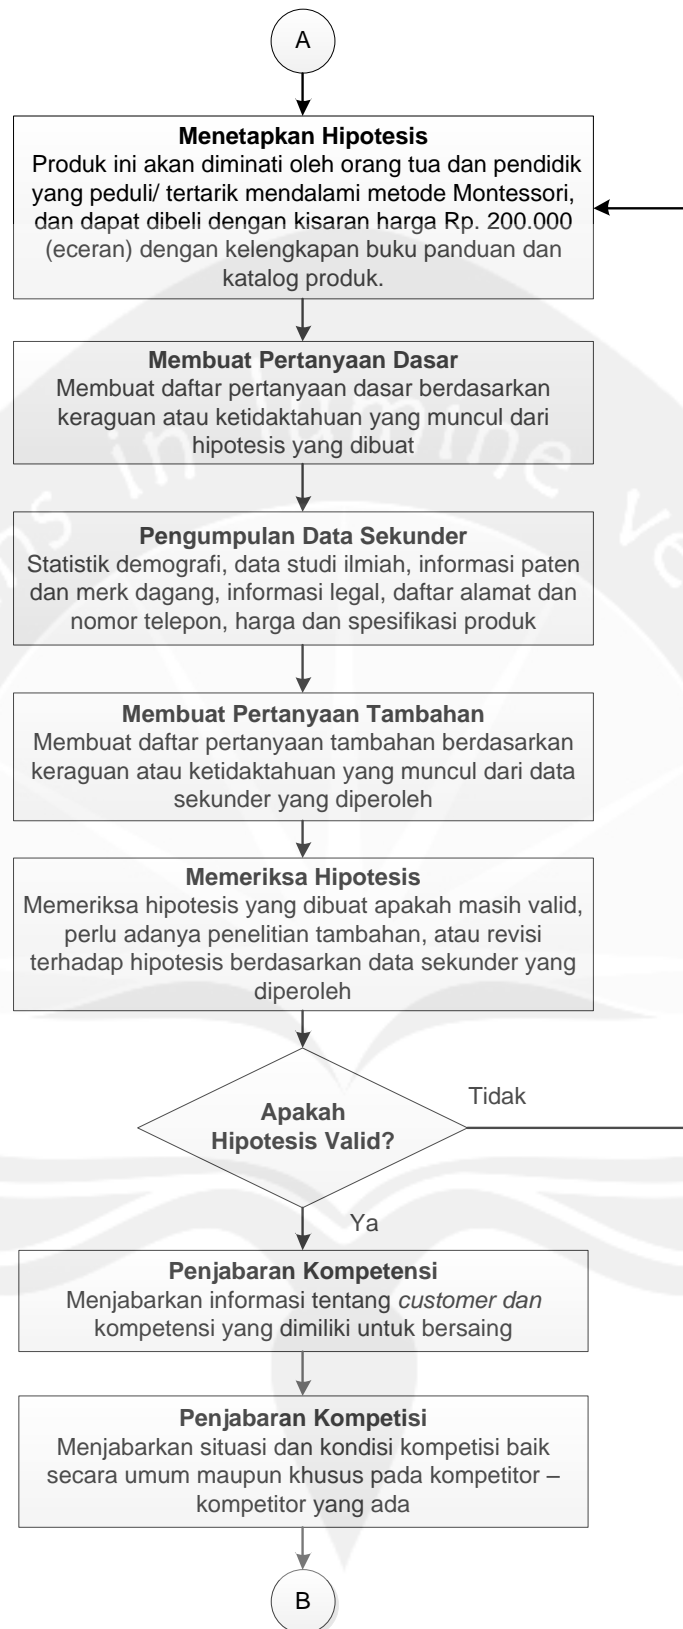 A
Menetapkan Hipotesis
Produk ini akan diminati oleh orang tua dan pendidik
yang peduli/ tertarik mendalami metode Montessori,
dan dapat dibeli dengan kisaran harga Rp. 200.000
(eceran) dengan kelengkapan buku panduan dan
katalog produk.
Membuat Pertanyaan Dasar
Membuat daftar pertanyaan dasar berdasarkan
keraguan atau ketidaktahuan yang muncul dari
hipotesis yang dibuat
in lumine
Pengumpulan Data Sekunder
Statistik demografi, data studi ilmiah, informasi paten
dan merk dagang, informasi legal, daftar alamat dan
nomor telepon, harga dan spesifikasi produk
Membuat Pertanyaan Tambahan
Membuat daftar pertanyaan tambahan berdasarkan
keraguan atau ketidaktahuan yang muncul dari data
sekunder yang diperoleh
Memeriksa Hipotesis
Memeriksa hipotesis yang dibuat apakah masih valid,
perlu adanya penelitian tambahan, atau revisi
terhadap hipotesis berdasarkan data sekunder yang
diperoleh
Apakah
Hipotesis Valid?
Tidak
Ya
Penjabaran Kompetensi
Menjabarkan informasi tentang customer dan
kompetensi yang dimiliki untuk bersaing
Penjabaran Kompetisi
Menjabarkan situasi dan kondisi kompetisi baik
secara umum maupun khusus pada kompetitor –
kompetitor yang ada
B